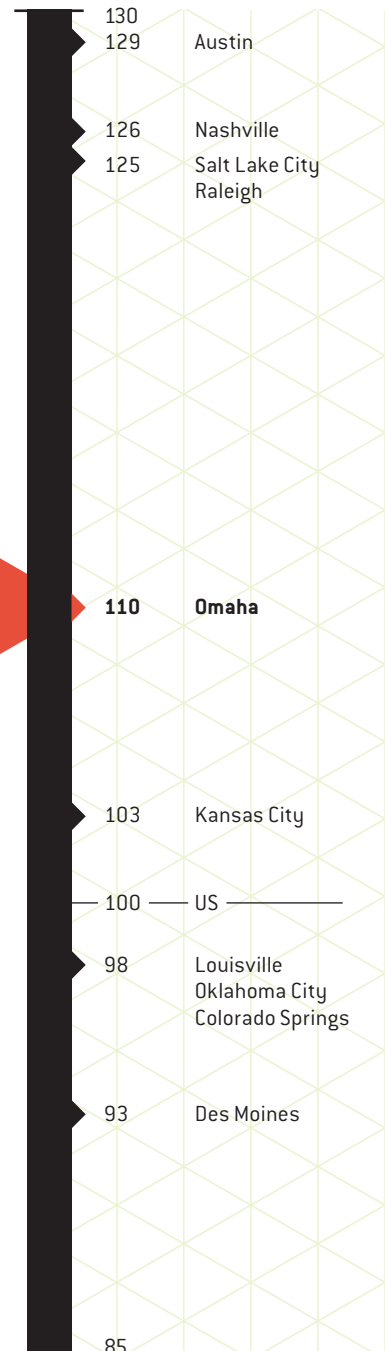 130
129 Austin
126 Nashville
125 Salt Lake City
Raleigh
110 Omaha
103 Kansas City
100 US
98 Louisville
Oklahoma City
Colorado Springs
93 Des Moines
85